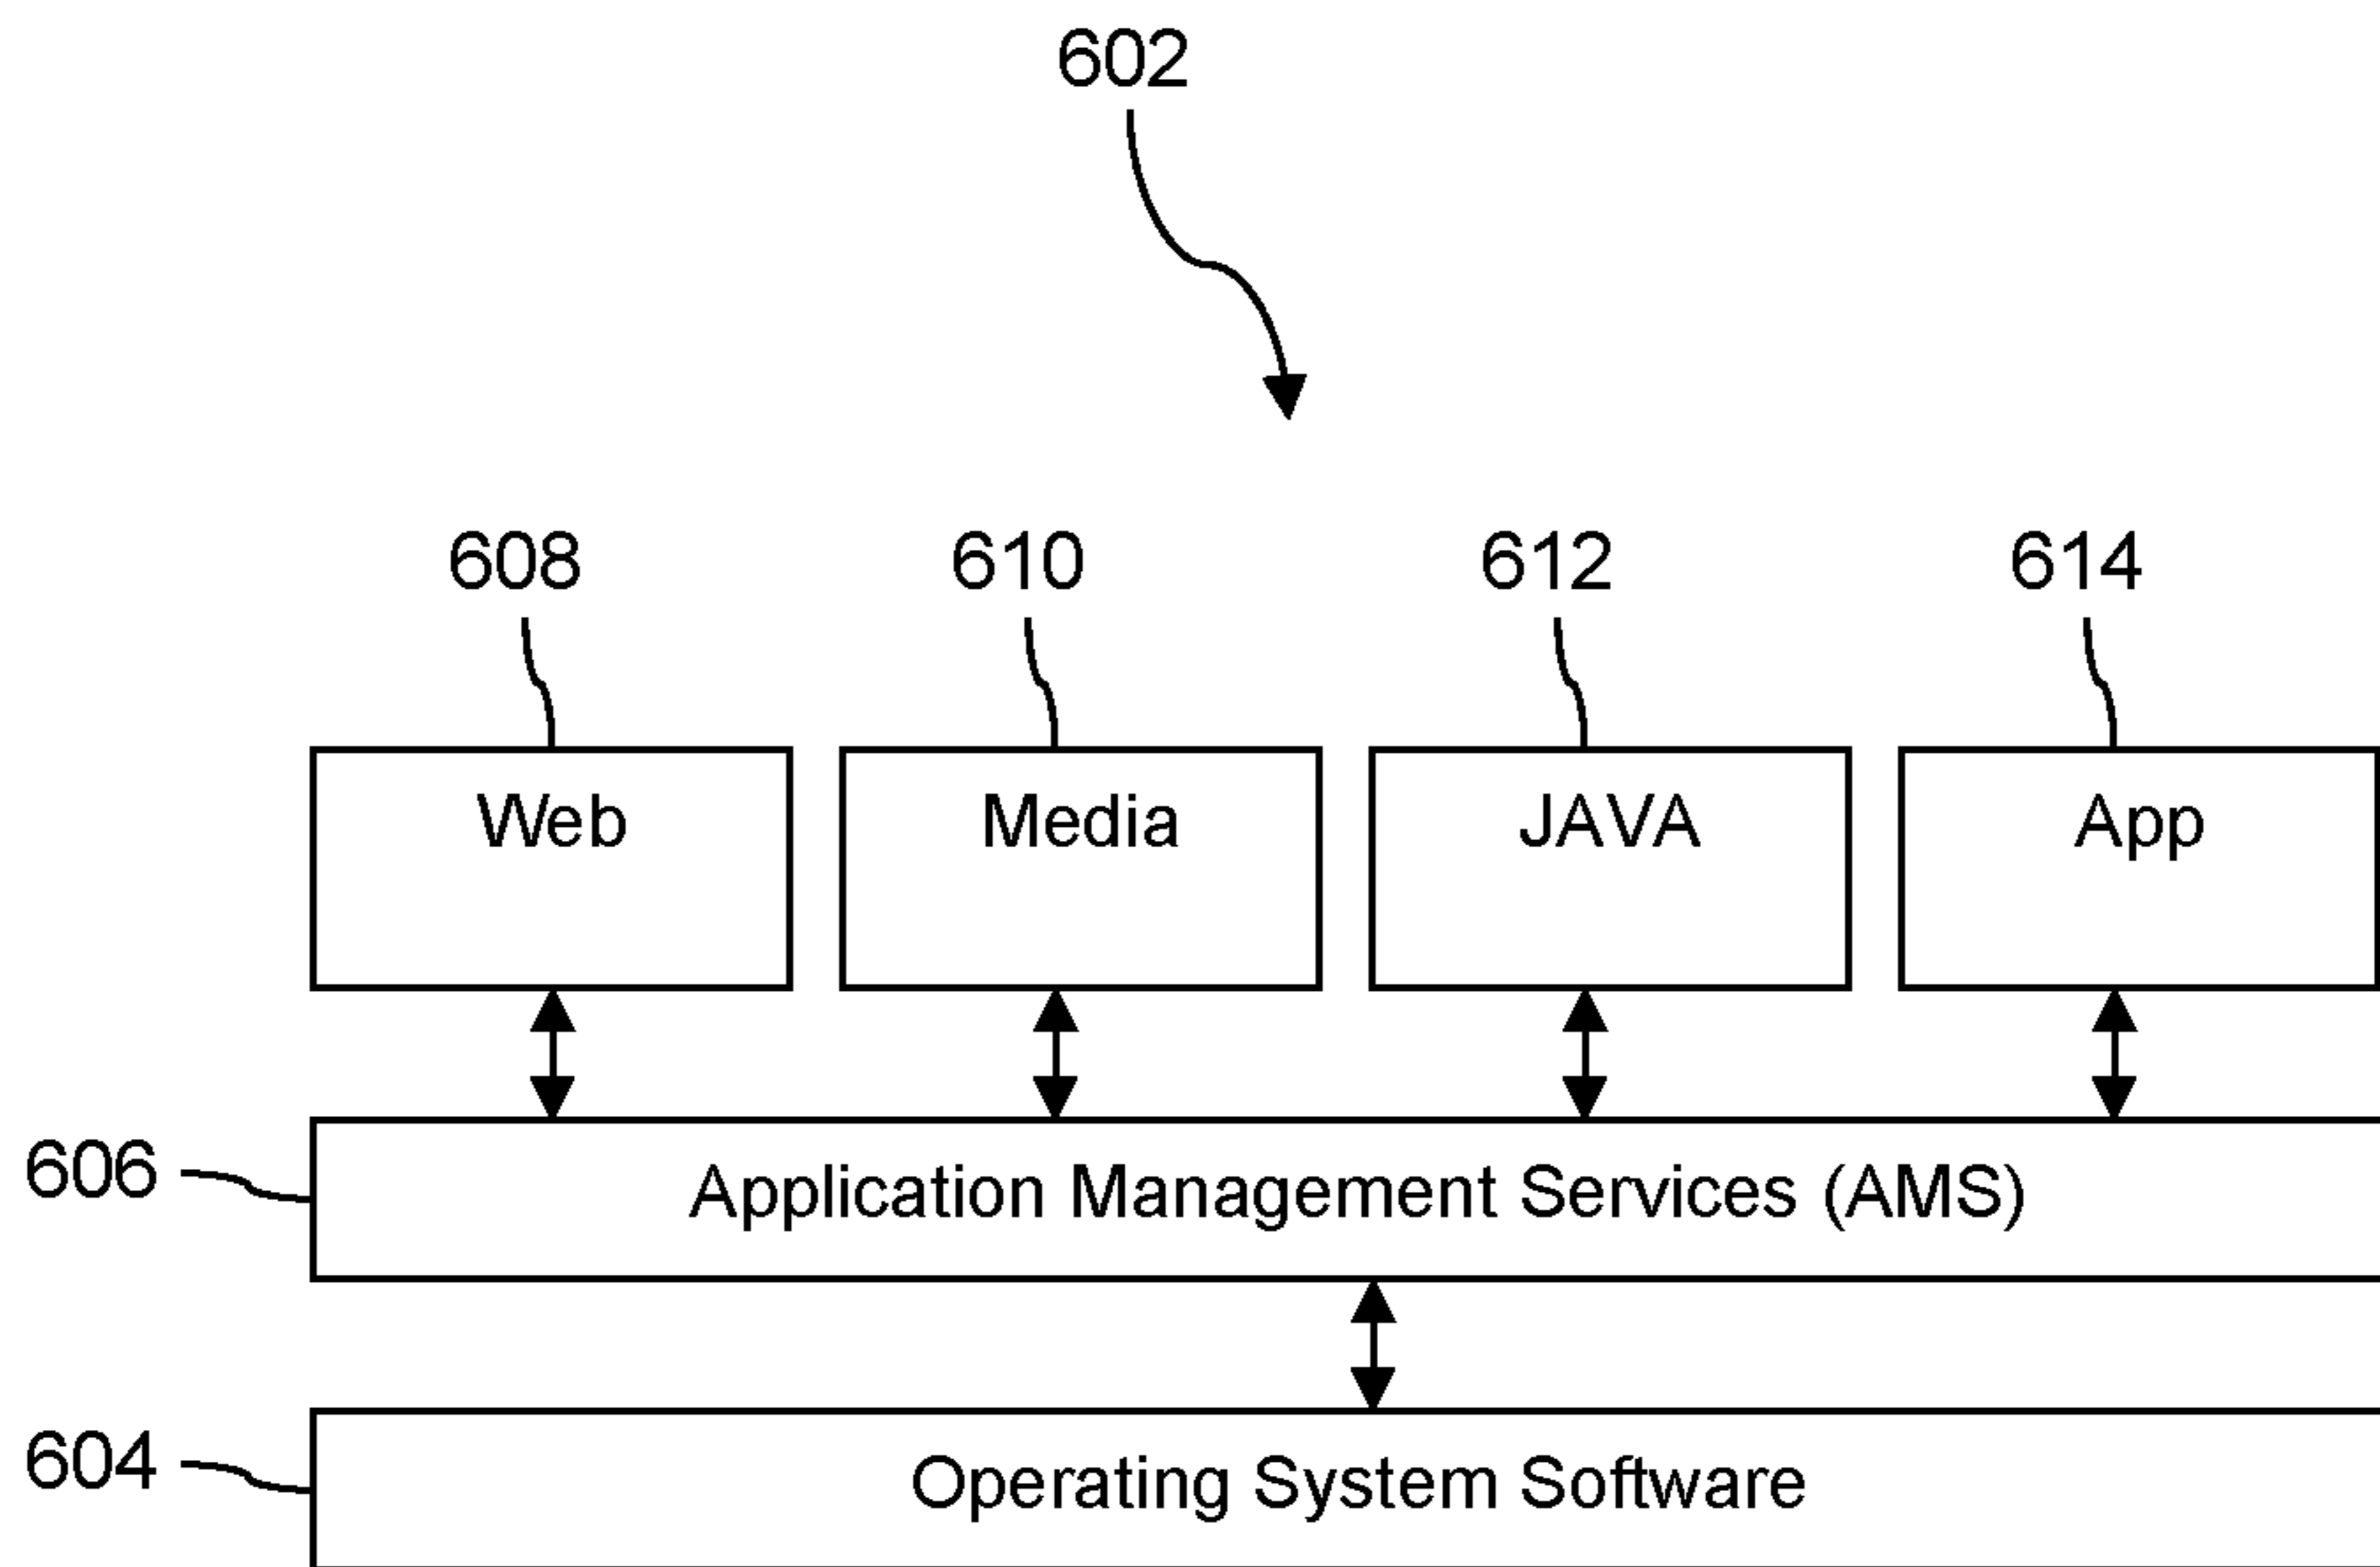 602
608 610 612 614
Web Media JAVA App
606 Application Management Services (AMS)
604 Operating System Software